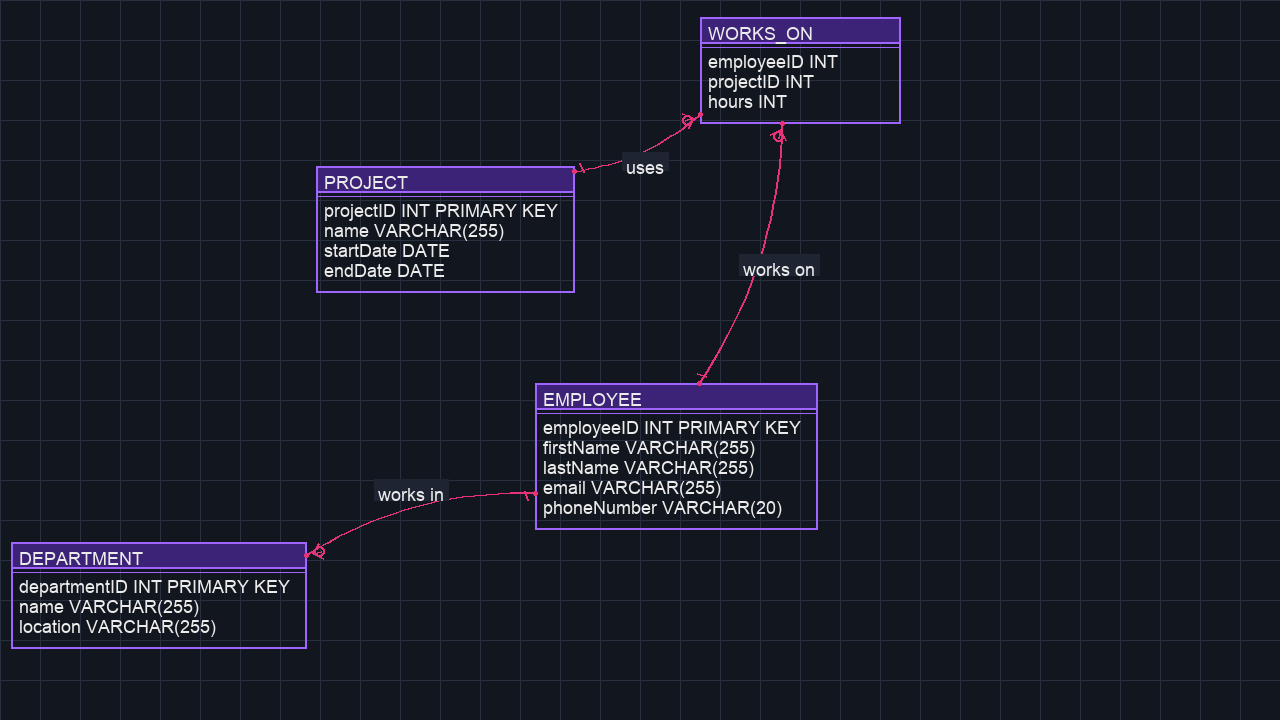 WORKS_ON
employeeID INT
projectID INT
hours INT
uses
PROJECT
projectID INT PRIMARY KEY
name VARCHAR(255)
startDate DATE
endDate DATE
works on
EMPLOYEE
employeeID INT PRIMARY KEY
firstName VARCHAR(255)
lastName VARCHAR(255)
email VARCHAR(255)
phoneNumber VARCHAR(20)
works in
DEPARTMENT
departmentID INT PRIMARY KEY
name VARCHAR(255)
location VARCHAR(255)